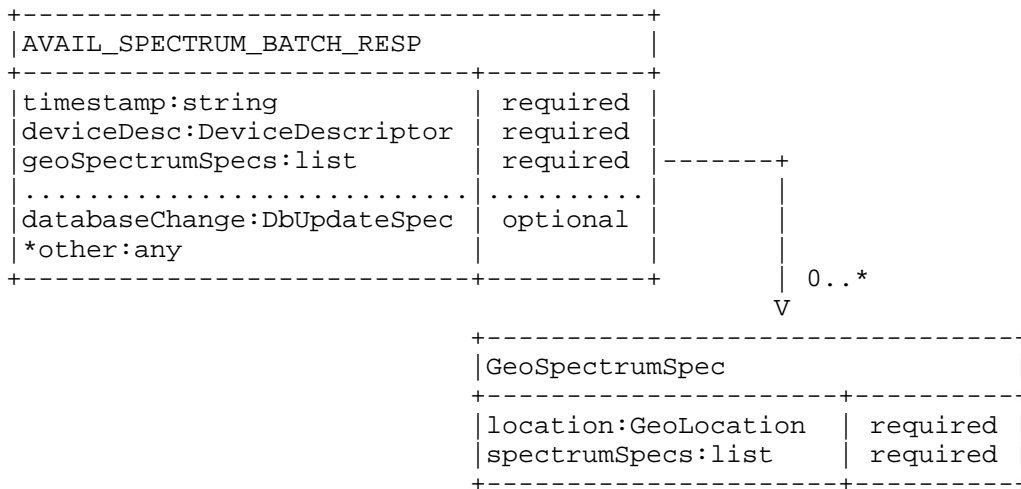 +---------------------------------------+
|AVAIL_SPECTRUM_BATCH_RESP              |
+----------------------------+----------+
|timestamp:string            | required |
|deviceDesc:DeviceDescriptor | required |
|geoSpectrumSpecs:list       | required |-------+
|............................|..........|       |
|databaseChange:DbUpdateSpec | optional |       |
|*other:any                  |          |       |
+----------------------------+----------+       | 0..*
                                                V
                             +---------------------------------
                             |GeoSpectrumSpec                  |
                             +----------------------+----------
                             |location:GeoLocation  | required |
                             |spectrumSpecs:list    | required |
                             +----------------------+----------